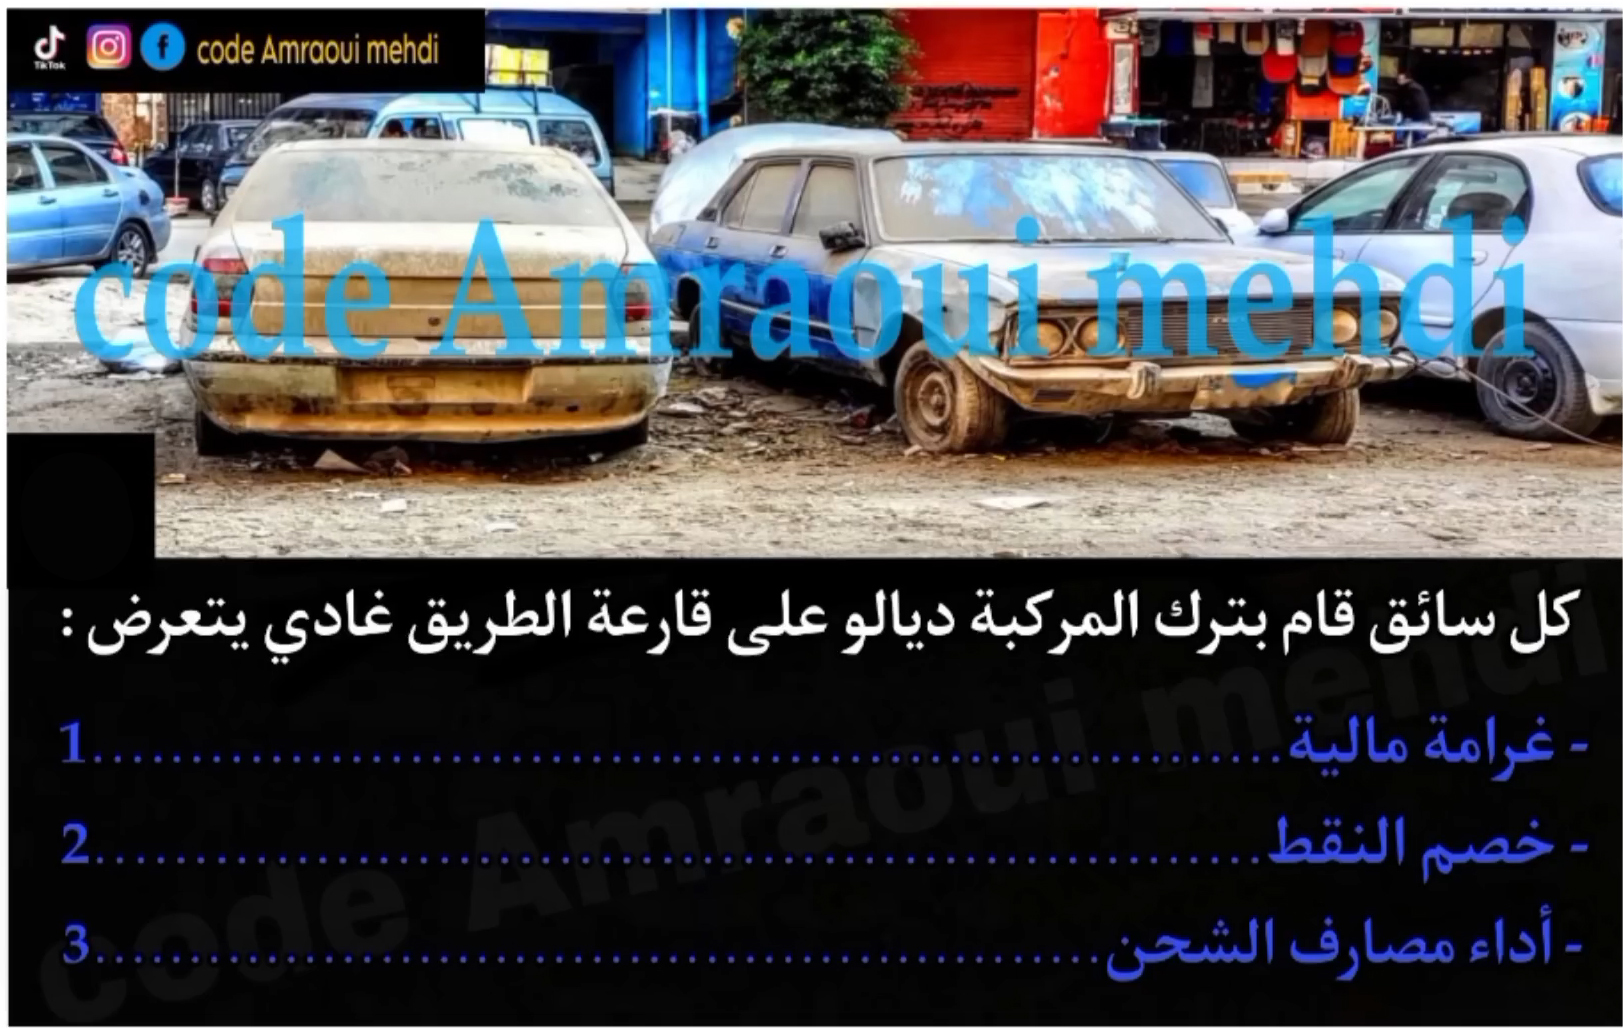 TikTok
code Amraoui mehdi
code Amraoui mehdi
كل سائق قام بترك المركبة ديالو على قارعة الطريق غادي يتعرض :
- غرامة مالية......................................................1
- خصم النقط......................................................2
- أداء مصارف الشحن..................................................3
code Amraoui mehdi